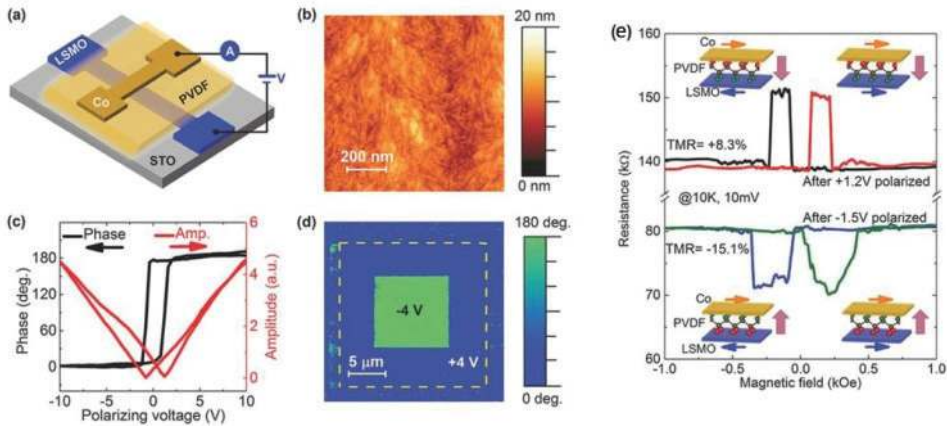 (a)
LSMO
A
V
PVDF
Co
STO
(b)
20 nm
200 nm
0 nm
(c)
Phase
Amp.
6
180
4
120
2
60
0
0
-10 -5 0 5 10
Phase (deg.)
Amplitude (a.u.)
Polarizing voltage (V)
(d)
180 deg.
-4 V
5 μm
+4 V
0 deg.
(e)
160
Co
PVDF
LSMO
150
TMR= +8.3%
140
After +1.2V polarized
@10K, 10mV
After -1.5V polarized
80
TMR= -15.1%
70
Co
PVDF
LSMO
60
-1.0 -0.5 0.0 0.5 1.0
Resistance (kΩ)
Magnetic field (kOe)